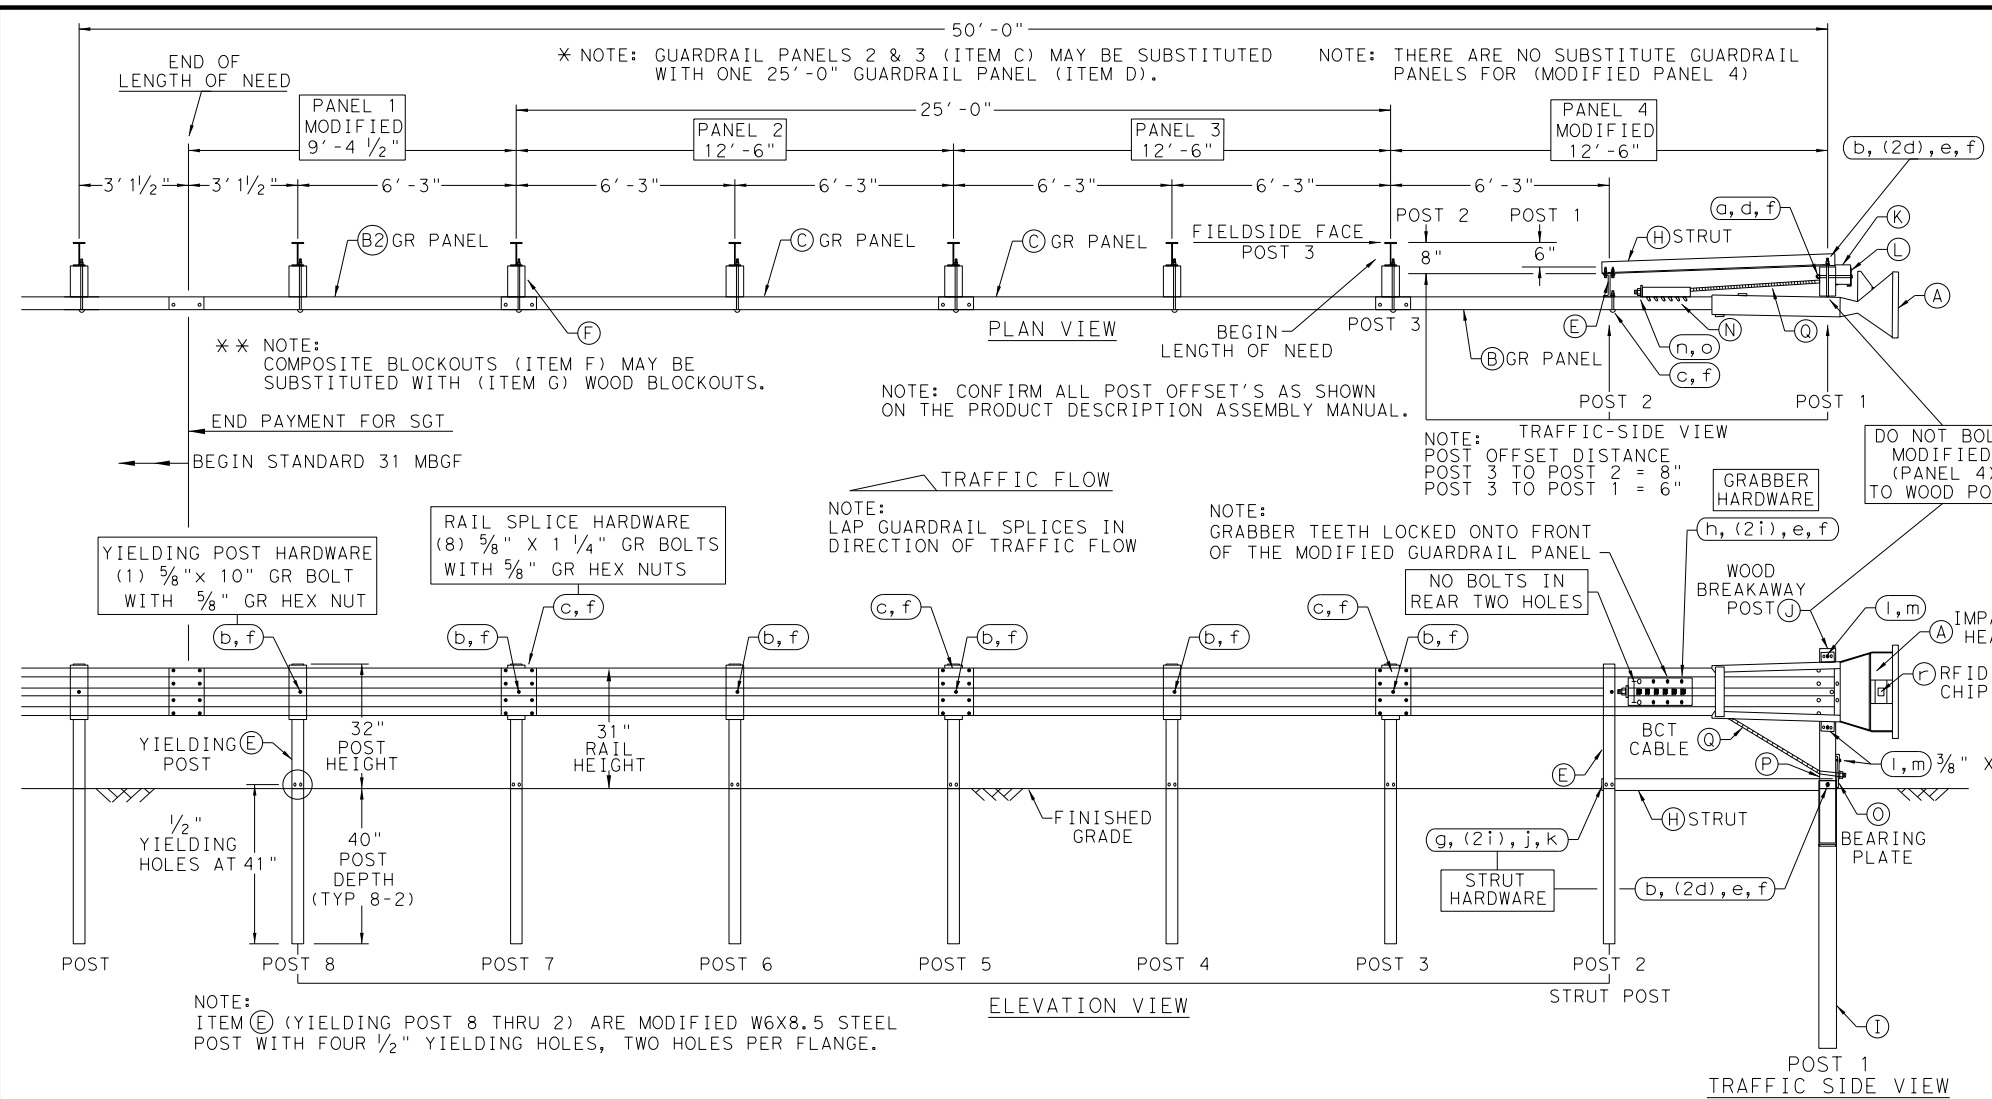 50'-0"
END OF
LENGTH OF NEED
* NOTE: GUARDRAIL PANELS 2 & 3 (ITEM C) MAY BE SUBSTITUTED
WITH ONE 25'-0" GUARDRAIL PANEL (ITEM D).
NOTE: THERE ARE NO SUBSTITUTE GUARDRAIL
PANELS FOR (MODIFIED PANEL 4)
PANEL 1
MODIFIED
9'-4 1/2"
25'-0"
PANEL 2
12'-6"
PANEL 3
12'-6"
PANEL 4
MODIFIED
12'-6"
b, (2d), e, f
3' 1 1/2"
3' 1 1/2"
6'-3"
6'-3"
6'-3"
6'-3"
6'-3"
6'-3"
POST 2
POST 1
a, d, f
K
B2 GR PANEL
C GR PANEL
C GR PANEL
FIELDSIDE FACE
POST 3
8"
6"
H STRUT
L
A
F
PLAN VIEW
BEGIN
LENGTH OF NEED
POST 3
E
N
Q
n, o
B GR PANEL
c, f
** NOTE:
COMPOSITE BLOCKOUTS (ITEM F) MAY BE
SUBSTITUTED WITH (ITEM G) WOOD BLOCKOUTS.
NOTE: CONFIRM ALL POST OFFSET'S AS SHOWN
ON THE PRODUCT DESCRIPTION ASSEMBLY MANUAL.
POST 2
POST 1
END PAYMENT FOR SGT
BEGIN STANDARD 31 MBGF
TRAFFIC-SIDE VIEW
NOTE:
POST OFFSET DISTANCE
POST 3 TO POST 2 = 8"
POST 3 TO POST 1 = 6"
DO NOT
MODIFIED
(PANEL 4)
TO WOOD
TRAFFIC FLOW
NOTE:
LAP GUARDRAIL SPLICES IN
DIRECTION OF TRAFFIC FLOW
GRABBER
HARDWARE
NOTE:
GRABBER TEETH LOCKED ONTO FRONT
OF THE MODIFIED GUARDRAIL PANEL
h, (2i), e, f
RAIL SPLICE HARDWARE
(8) 5/8" X 1 1/4" GR BOLTS
WITH 5/8" GR HEX NUTS
YIELDING POST HARDWARE
(1) 5/8"x 10" GR BOLT
WITH 5/8" GR HEX NUT
NO BOLTS IN
REAR TWO HOLES
WOOD
BREAKAWAY
POST J
c, f
c, f
c, f
l, m
b, f
b, f
b, f
b, f
b, f
b, f
A
r RFID
CHIP
YIELDING E
POST
32"
POST
HEIGHT
31"
RAIL
HEIGHT
BCT
CABLE Q
E
P
l, m 3/8" X
1/2"
YIELDING
HOLES AT 41"
40"
POST
DEPTH
(TYP 8-2)
FINISHED
GRADE
H STRUT
O
BEARING
PLATE
g, (2i), j, k
STRUT
HARDWARE
b, (2d), e, f
POST
POST 8
POST 7
POST 6
POST 5
POST 4
POST 3
POST 2
STRUT POST
ELEVATION VIEW
NOTE:
ITEM E (YIELDING POST 8 THRU 2) ARE MODIFIED W6X8.5 STEEL
POST WITH FOUR 1/2" YIELDING HOLES, TWO HOLES PER FLANGE.
I
POST 1
TRAFFIC SIDE VIEW